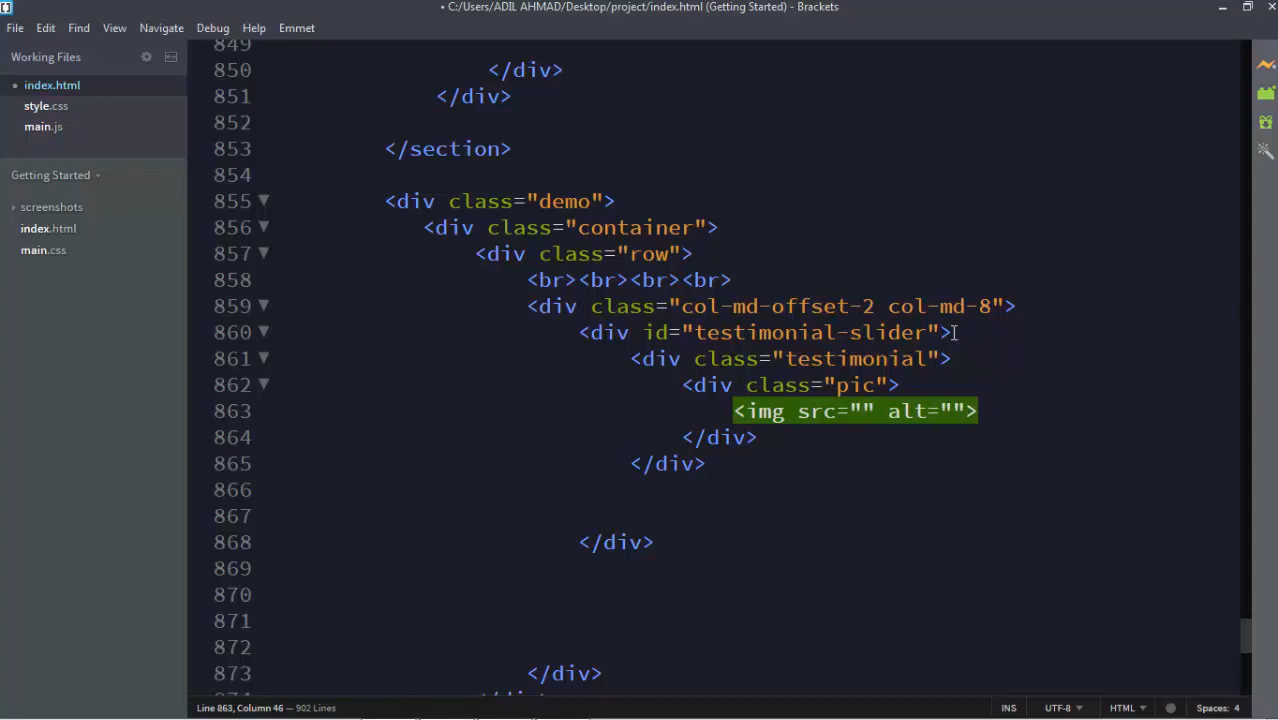 • C:/Users/ADIL AHMAD/Desktop/project/index.html (Getting Started) - Brackets
File Edit Find View Navigate Debug Help Emmet
Working Files
• index.html
style.css
main.js
Getting Started
screenshots
index.html
main.css
849
850 </div>
851 </div>
852
853 </section>
854
855 <div class="demo">
856 <div class="container">
857 <div class="row">
858 <br><br><br><br>
859 <div class="col-md-offset-2 col-md-8">
860 <div id="testimonial-slider">
861 <div class="testimonial">
862 <div class="pic">
863 <img src="" alt="">
864 </div>
865 </div>
866
867
868 </div>
869
870
871
872
873 </div>
874 </div>
Line 863, Column 46 — 902 Lines
INS UTF-8 HTML Spaces: 4